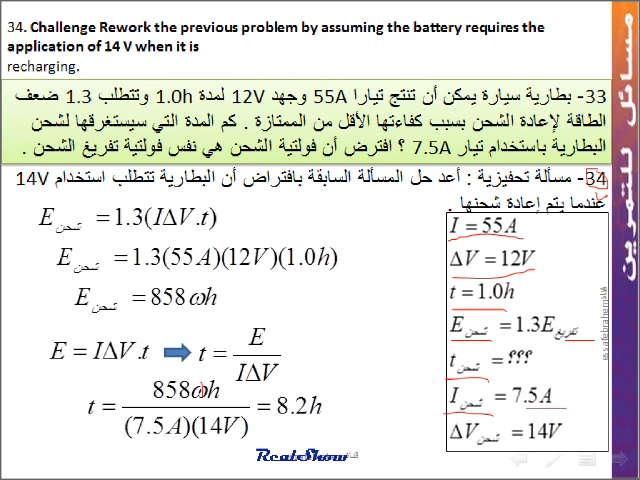 34. Challenge Rework the previous problem by assuming the battery requires the
application of 14 V when it is
recharging.
مسائل للتمرين
33- بطارية سيارة يمكن أن تنتج تيارا 55A وجهد 12V لمدة 1.0h وتتطلب 1.3 ضعف
الطاقة لإعادة الشحن بسبب كفاءتها الأقل من الممتازة . كم المدة التي سيستغرقها لشحن
البطارية باستخدام تيار 7.5A ؟ افترض أن فولتية الشحن هي نفس فولتية تفريغ الشحن .
34- مسألة تحفيزية : أعد حل المسألة السابقة بافتراض أن البطارية تتطلب استخدام 14V
عندما يتم إعادة شحنها .
E شحن = 1.3(IΔV.t)
E شحن = 1.3(55A)(12V)(1.0h)
E شحن = 858 ωh
E = IΔV.t t = E / IΔV
t = 858ωh / (7.5A)(14V) = 8.2h
I = 55A
ΔV = 12V
t = 1.0h
E شحن = 1.3E تفريغ
t شحن = ؟؟؟
I شحن = 7.5A
ΔV شحن = 14V
قناة essafebrahem
RealShow قناة